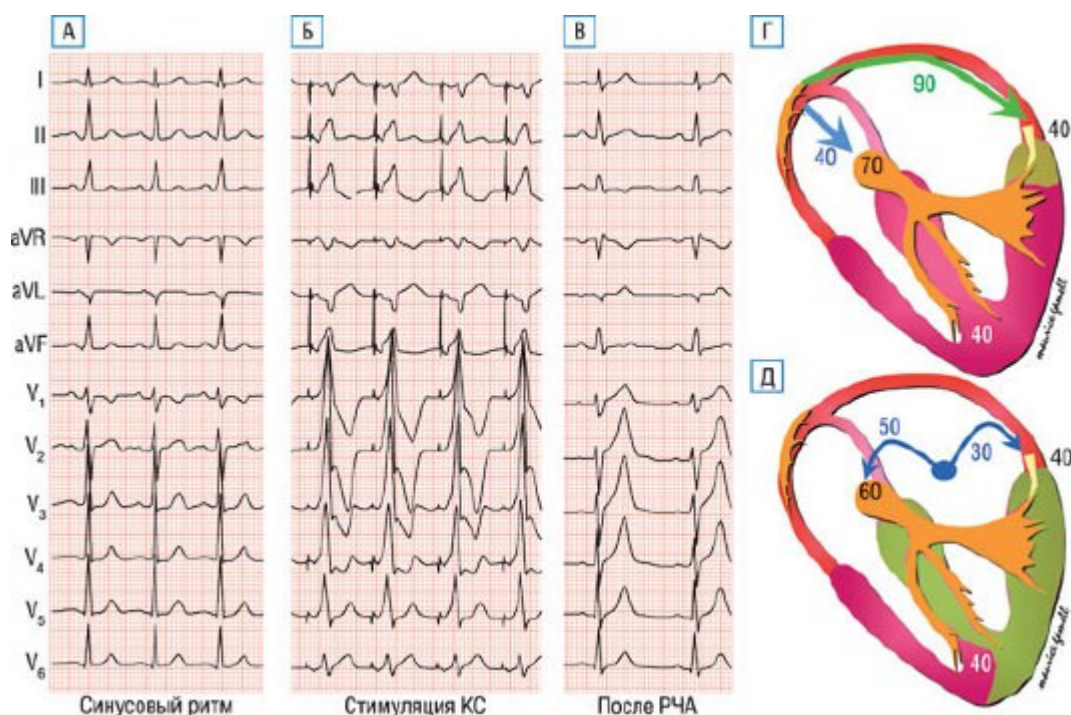 А
Б
В
Г
I
II
III
aVR
aVL
aVF
V1
V2
V3
V4
V5
V6
Синусовый ритм
Стимуляция КС
После РЧА
90
40
40
70
40
Д
50
30
40
60
40